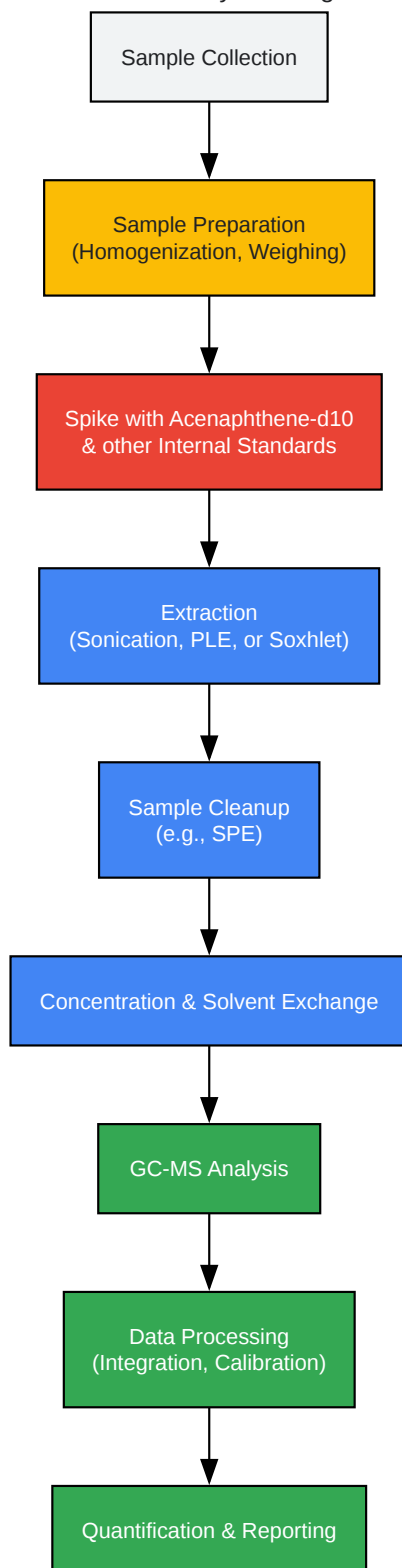 Sample Collection
Sample Preparation
(Homogenization, Weighing)
Spike with Acenaphthene-d10
& other Internal Standards
Extraction
(Sonication, PLE, or Soxhlet)
Sample Cleanup
(e.g., SPE)
Concentration & Solvent Exchange
GC-MS Analysis
Data Processing
(Integration, Calibration)
Quantification & Reporting